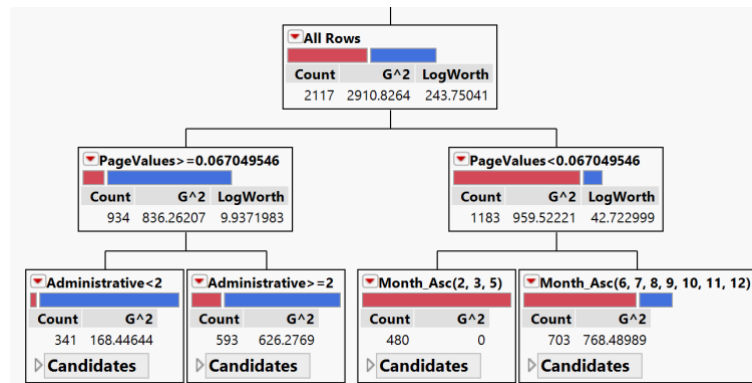 All Rows
Count G^2 LogWorth
2117 2910.8264 243.75041
PageValues>=0.067049546
Count G^2 LogWorth
934 836.26207 9.9371983
PageValues<0.067049546
Count G^2 LogWorth
1183 959.52221 42.722999
Administrative<2
Count G^2
341 168.44644
Candidates
Administrative>=2
Count G^2
593 626.2769
Candidates
Month_Asc(2, 3, 5)
Count G^2
480 0
Candidates
Month_Asc(6, 7, 8, 9, 10, 11, 12)
Count G^2
703 768.48989
Candidates